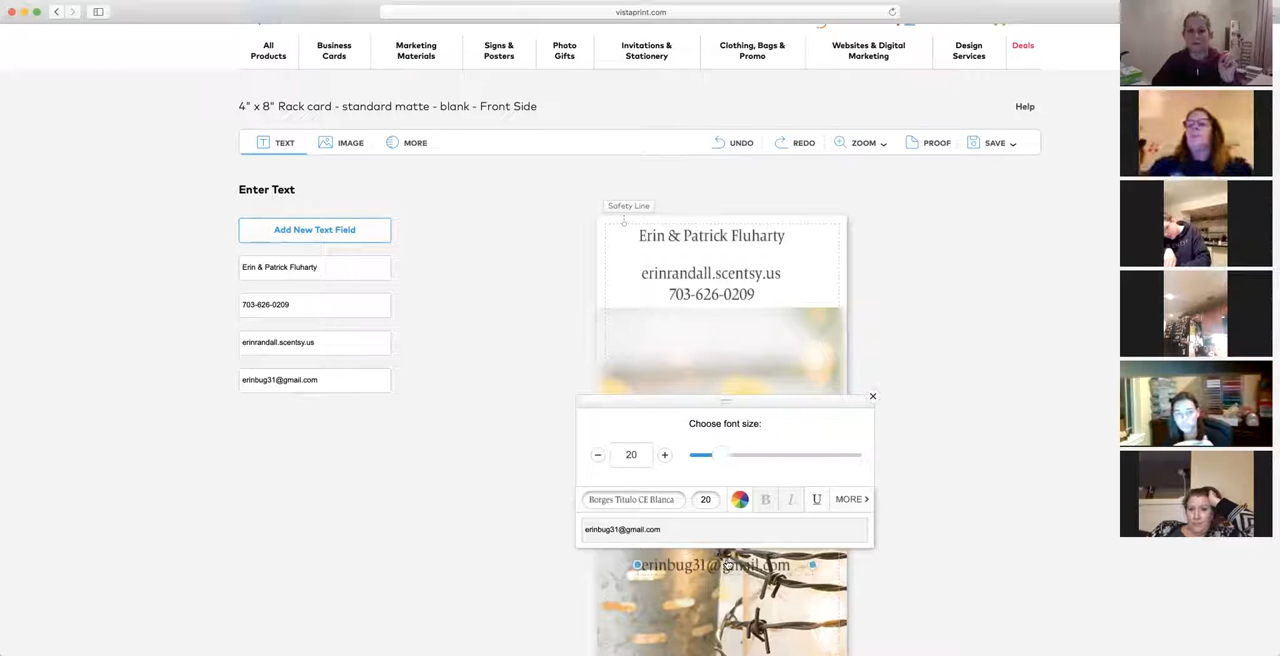 vistaprint.com
All Products
Business Cards
Marketing Materials
Signs & Posters
Photo Gifts
Invitations & Stationery
Clothing, Bags & Promo
Websites & Digital Marketing
Design Services
Deals
4" x 8" Rack card - standard matte - blank - Front Side
Help
TEXT
IMAGE
MORE
UNDO
REDO
ZOOM
PROOF
SAVE
Enter Text
Add New Text Field
Erin & Patrick Fluharty
703-626-0209
erinrandall.scentsy.us
erinbug31@gmail.com
Safety Line
Erin & Patrick Fluharty
erinrandall.scentsy.us
703-626-0209
Choose font size:
20
Borges Titulo CE Blanca
20
B
I
U
MORE
erinbug31@gmail.com
erinbug31@gmail.com